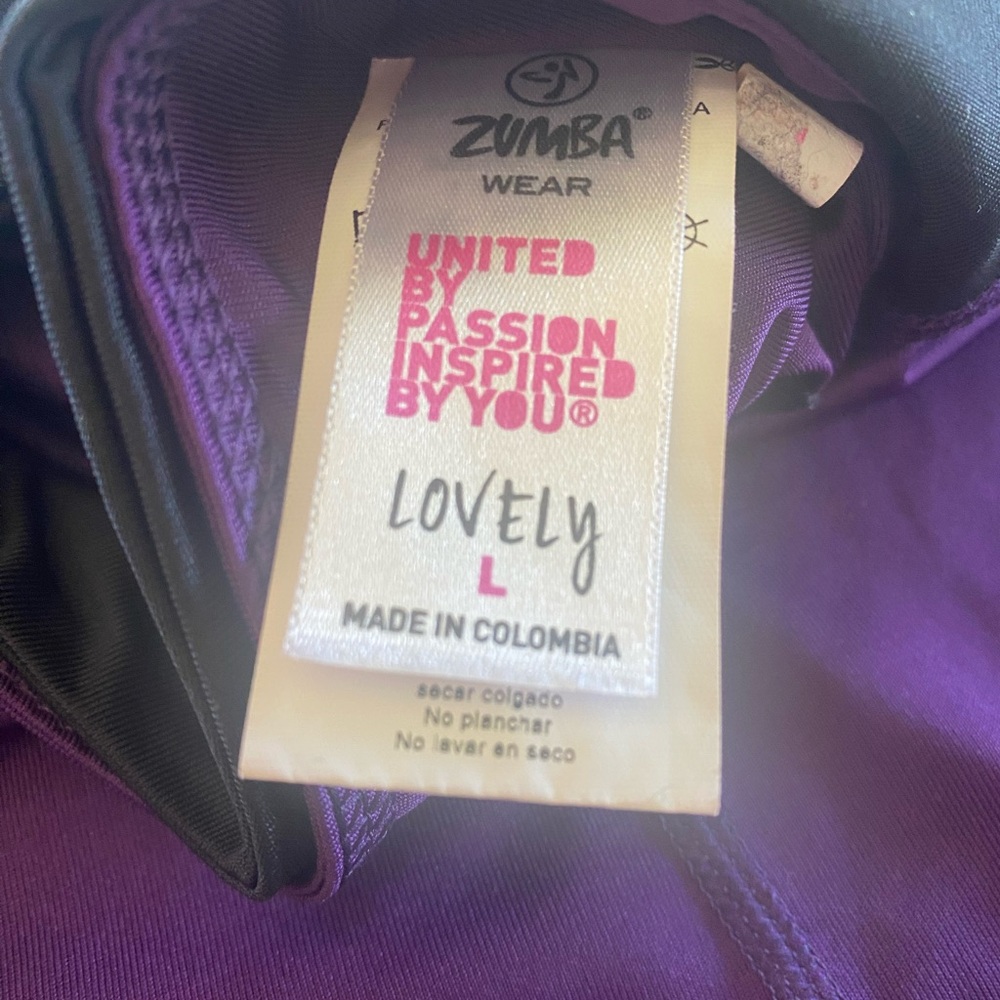 ZUMBA®
WEAR
UNITED
BY
PASSION
INSPIRED
BY YOU®
LOVELY
L
MADE IN COLOMBIA
secar colgado
No planchar
No lavar en seco